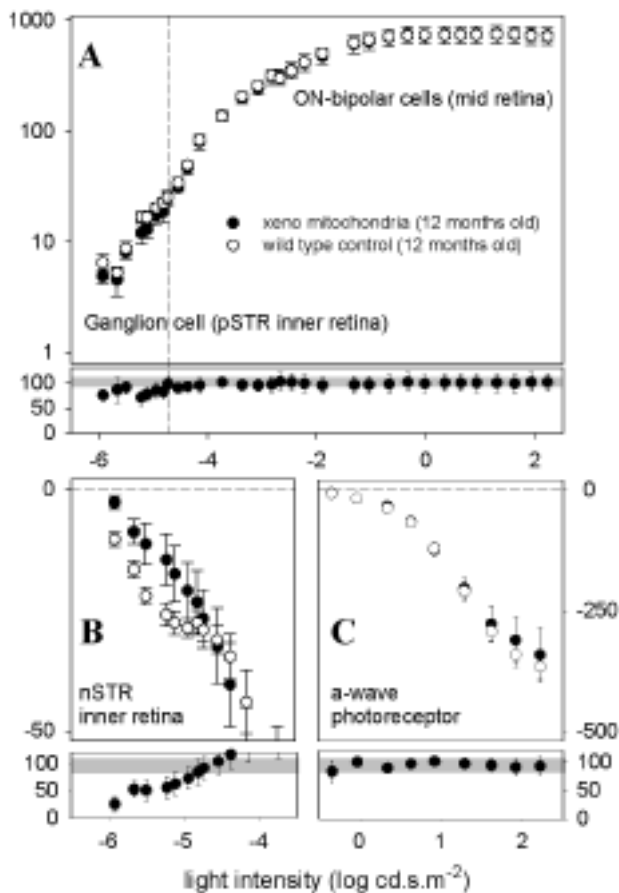 1000
A
ON-bipolar cells (mid retina)
100
xeno mitochondria (12 months old)
wild type control (12 months old)
10
Ganglion cell (pSTR inner retina)
1
100
50
0
-6 -4 -2 0 2
0 -0
B
C
-250
nSTR
inner retina
a-wave
photoreceptor
-50 -500
100 100
50 50
0 0
-6 -5 -4 0 1 2
light intensity (log cd.s.m-2)